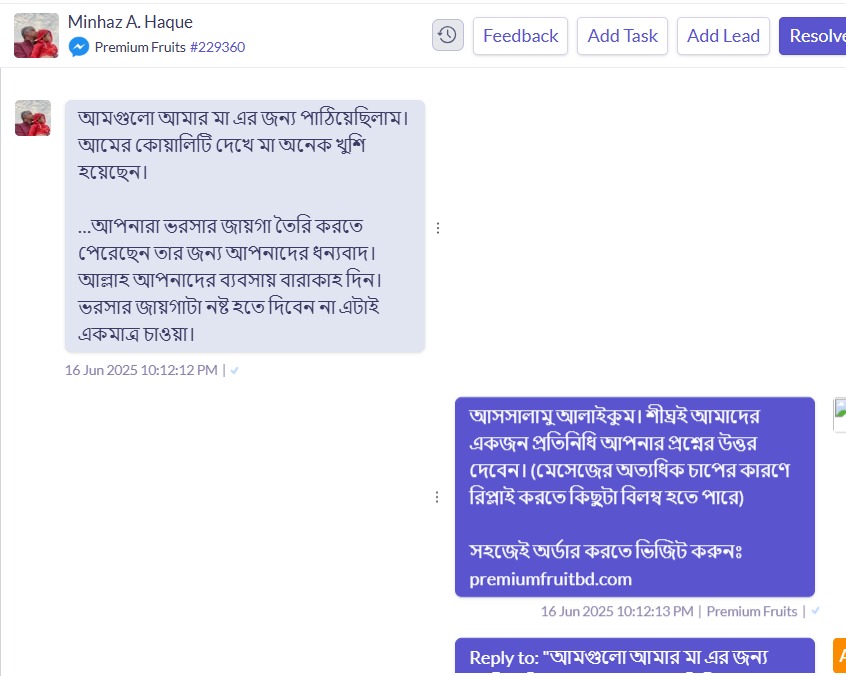 Minhaz A. Haque
Premium Fruits #229360
Feedback
Add Task
Add Lead
Resolve
আমগুলো আমার মা এর জন্য পাঠিয়েছিলাম।
আমের কোয়ালিটি দেখে মা অনেক খুশি
হয়েছেন।
...আপনারা ভরসার জায়গা তৈরি করতে
পেরেছেন তার জন্য আপনাদের ধন্যবাদ।
আল্লাহ আপনাদের ব্যবসায় বারাকাহ দিন।
ভরসার জায়গাটা নষ্ট হতে দিবেন না এটাই
একমাত্র চাওয়া।
16 Jun 2025 10:12:12 PM |
আসসালামু আলাইকুম। শীঘ্রই আমাদের
একজন প্রতিনিধি আপনার প্রশ্নের উত্তর
দেবেন। (মেসেজের অত্যধিক চাপের কারণে
রিপ্লাই করতে কিছুটা বিলম্ব হতে পারে)
সহজেই অর্ডার করতে ভিজিট করুনঃ
premiumfruitbd.com
16 Jun 2025 10:12:13 PM | Premium Fruits |
Reply to: "আমগুলো আমার মা এর জন্য